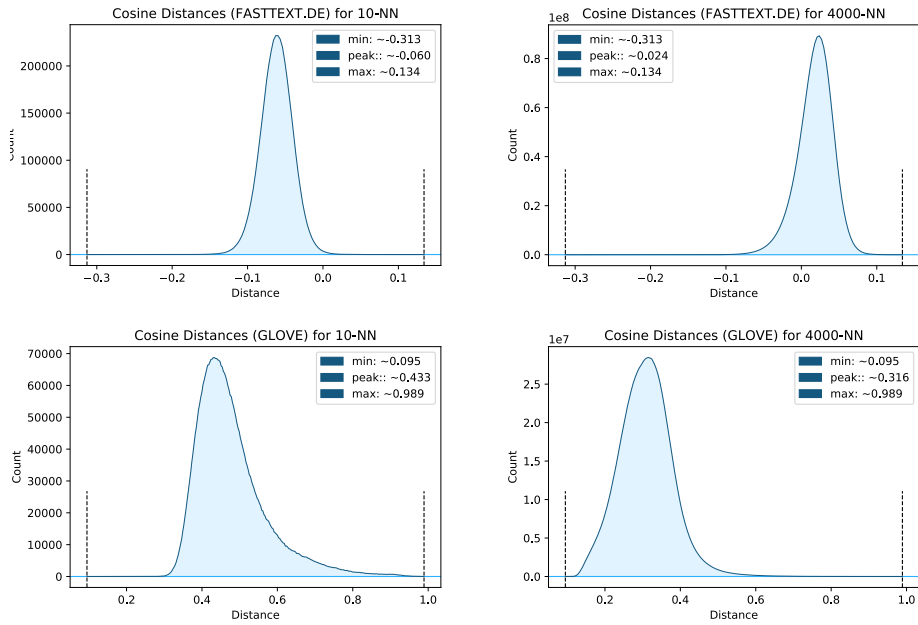 Cosine Distances (FASTTEXT.DE) for 10-NN
min: ~-0.313
peak:: ~-0.060
max: ~0.134
200000
150000
100000
50000
0
Count
−0.3 −0.2 −0.1 0.0 0.1
Distance
Cosine Distances (FASTTEXT.DE) for 4000-NN
1e8
min: ~-0.313
peak:: ~0.024
max: ~0.134
0.8
0.6
0.4
0.2
0.0
Count
−0.3 −0.2 −0.1 0.0 0.1
Distance
Cosine Distances (GLOVE) for 10-NN
min: ~0.095
peak:: ~0.433
max: ~0.989
70000
60000
50000
40000
30000
20000
10000
0
Count
0.2 0.4 0.6 0.8 1.0
Distance
Cosine Distances (GLOVE) for 4000-NN
1e7
min: ~0.095
peak:: ~0.316
max: ~0.989
2.5
2.0
1.5
1.0
0.5
0.0
Count
0.2 0.4 0.6 0.8 1.0
Distance